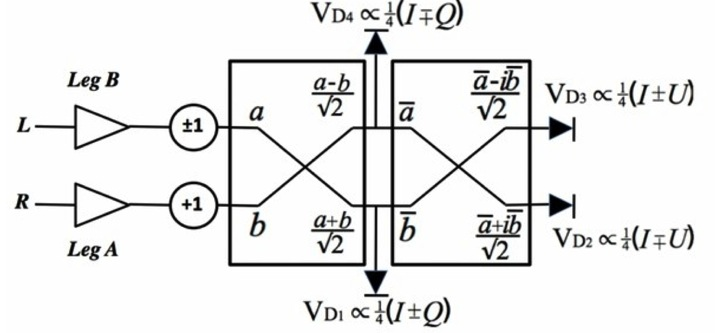 V_D4 ∝ ¼(I∓Q)
Leg B
L
±1
a
(a-b)/√2
a̅
(a̅-ib̅)/√2
V_D3 ∝ ¼(I±U)
R
+1
b
(a+b)/√2
b̅
(a̅+ib̅)/√2
V_D2 ∝ ¼(I∓U)
Leg A
V_D1 ∝ ¼(I±Q)